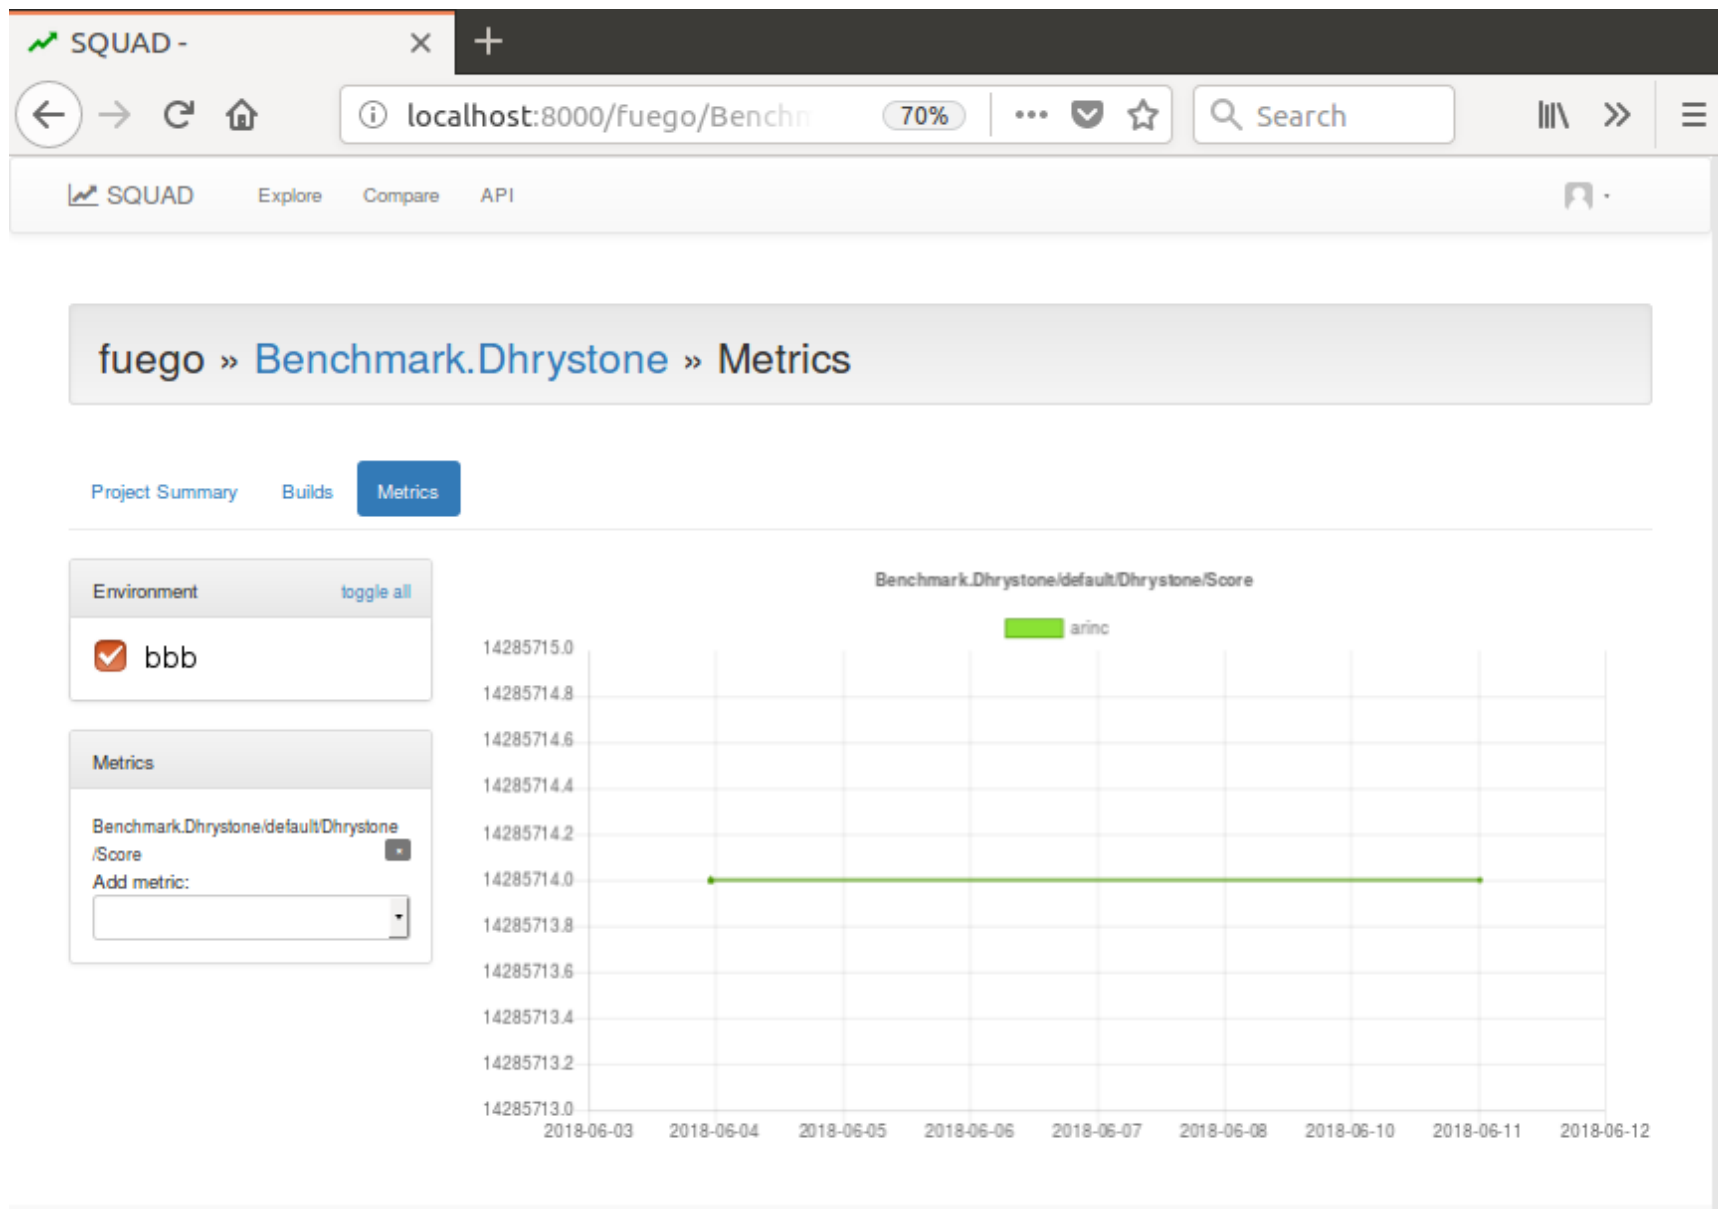 SQUAD -
localhost:8000/fuego/Benchm
70%
Search
SQUAD Explore Compare API
fuego » Benchmark.Dhrystone » Metrics
Project Summary Builds Metrics
Environment toggle all
bbb
Metrics
Benchmark.Dhrystone/default/Dhrystone
/Score
Add metric:
Benchmark.Dhrystone/default/Dhrystone/Score
arinc
14285715.0
14285714.8
14285714.6
14285714.4
14285714.2
14285714.0
14285713.8
14285713.6
14285713.4
14285713.2
14285713.0
2018-06-03 2018-06-04 2018-06-05 2018-06-06 2018-06-07 2018-06-08 2018-06-10 2018-06-11 2018-06-12